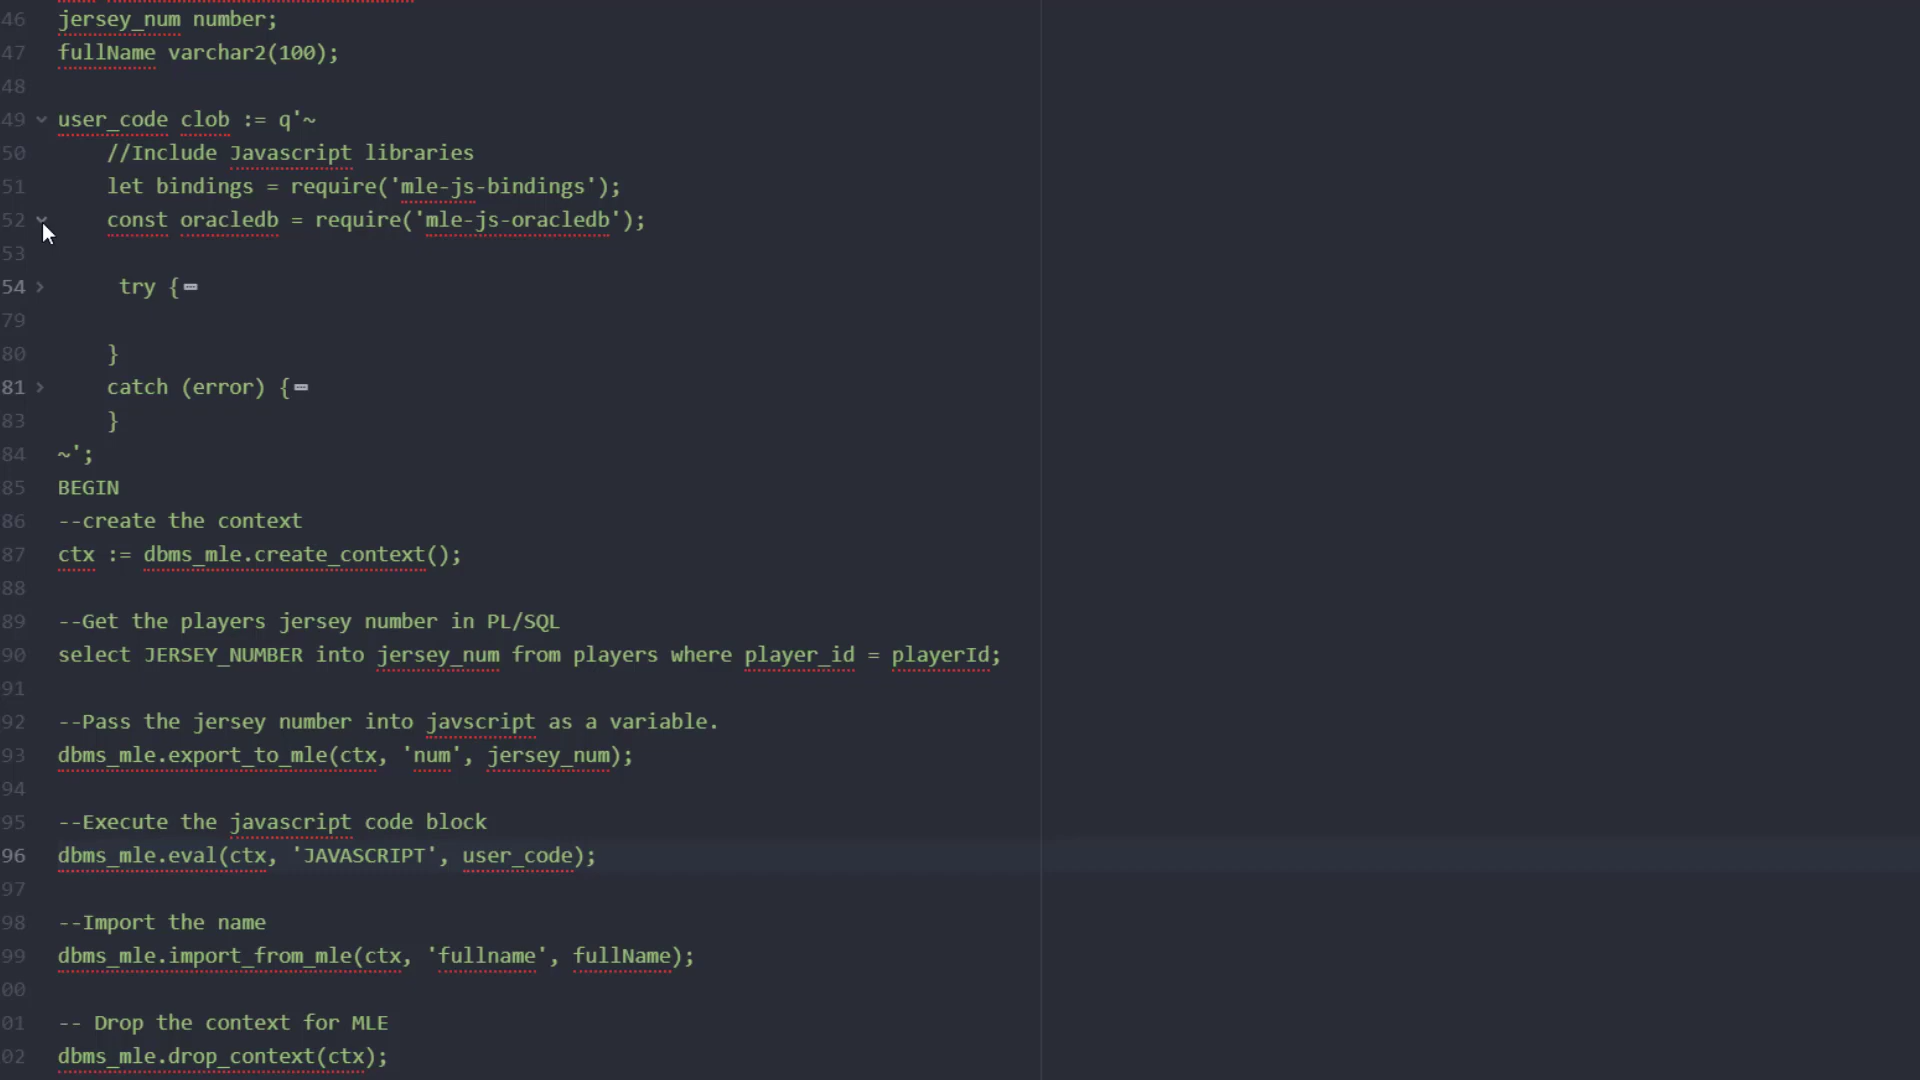 46 jersey_num number;
47 fullName varchar2(100);
48
49 user_code clob := q'~
50 //Include Javascript libraries
51 let bindings = require('mle-js-bindings');
52 const oracledb = require('mle-js-oracledb');
53
54 try {
79
80 }
81 catch (error) {
83 }
84 ~';
85 BEGIN
86 --create the context
87 ctx := dbms_mle.create_context();
88
89 --Get the players jersey number in PL/SQL
90 select JERSEY_NUMBER into jersey_num from players where player_id = playerId;
91
92 --Pass the jersey number into javscript as a variable.
93 dbms_mle.export_to_mle(ctx, 'num', jersey_num);
94
95 --Execute the javascript code block
96 dbms_mle.eval(ctx, 'JAVASCRIPT', user_code);
97
98 --Import the name
99 dbms_mle.import_from_mle(ctx, 'fullname', fullName);
00
01 -- Drop the context for MLE
02 dbms_mle.drop_context(ctx);